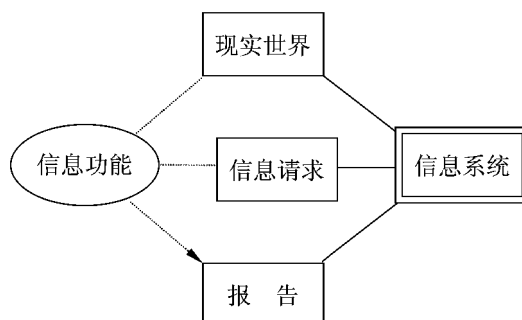 现实世界
信息功能
信息请求
信息系统
报 告